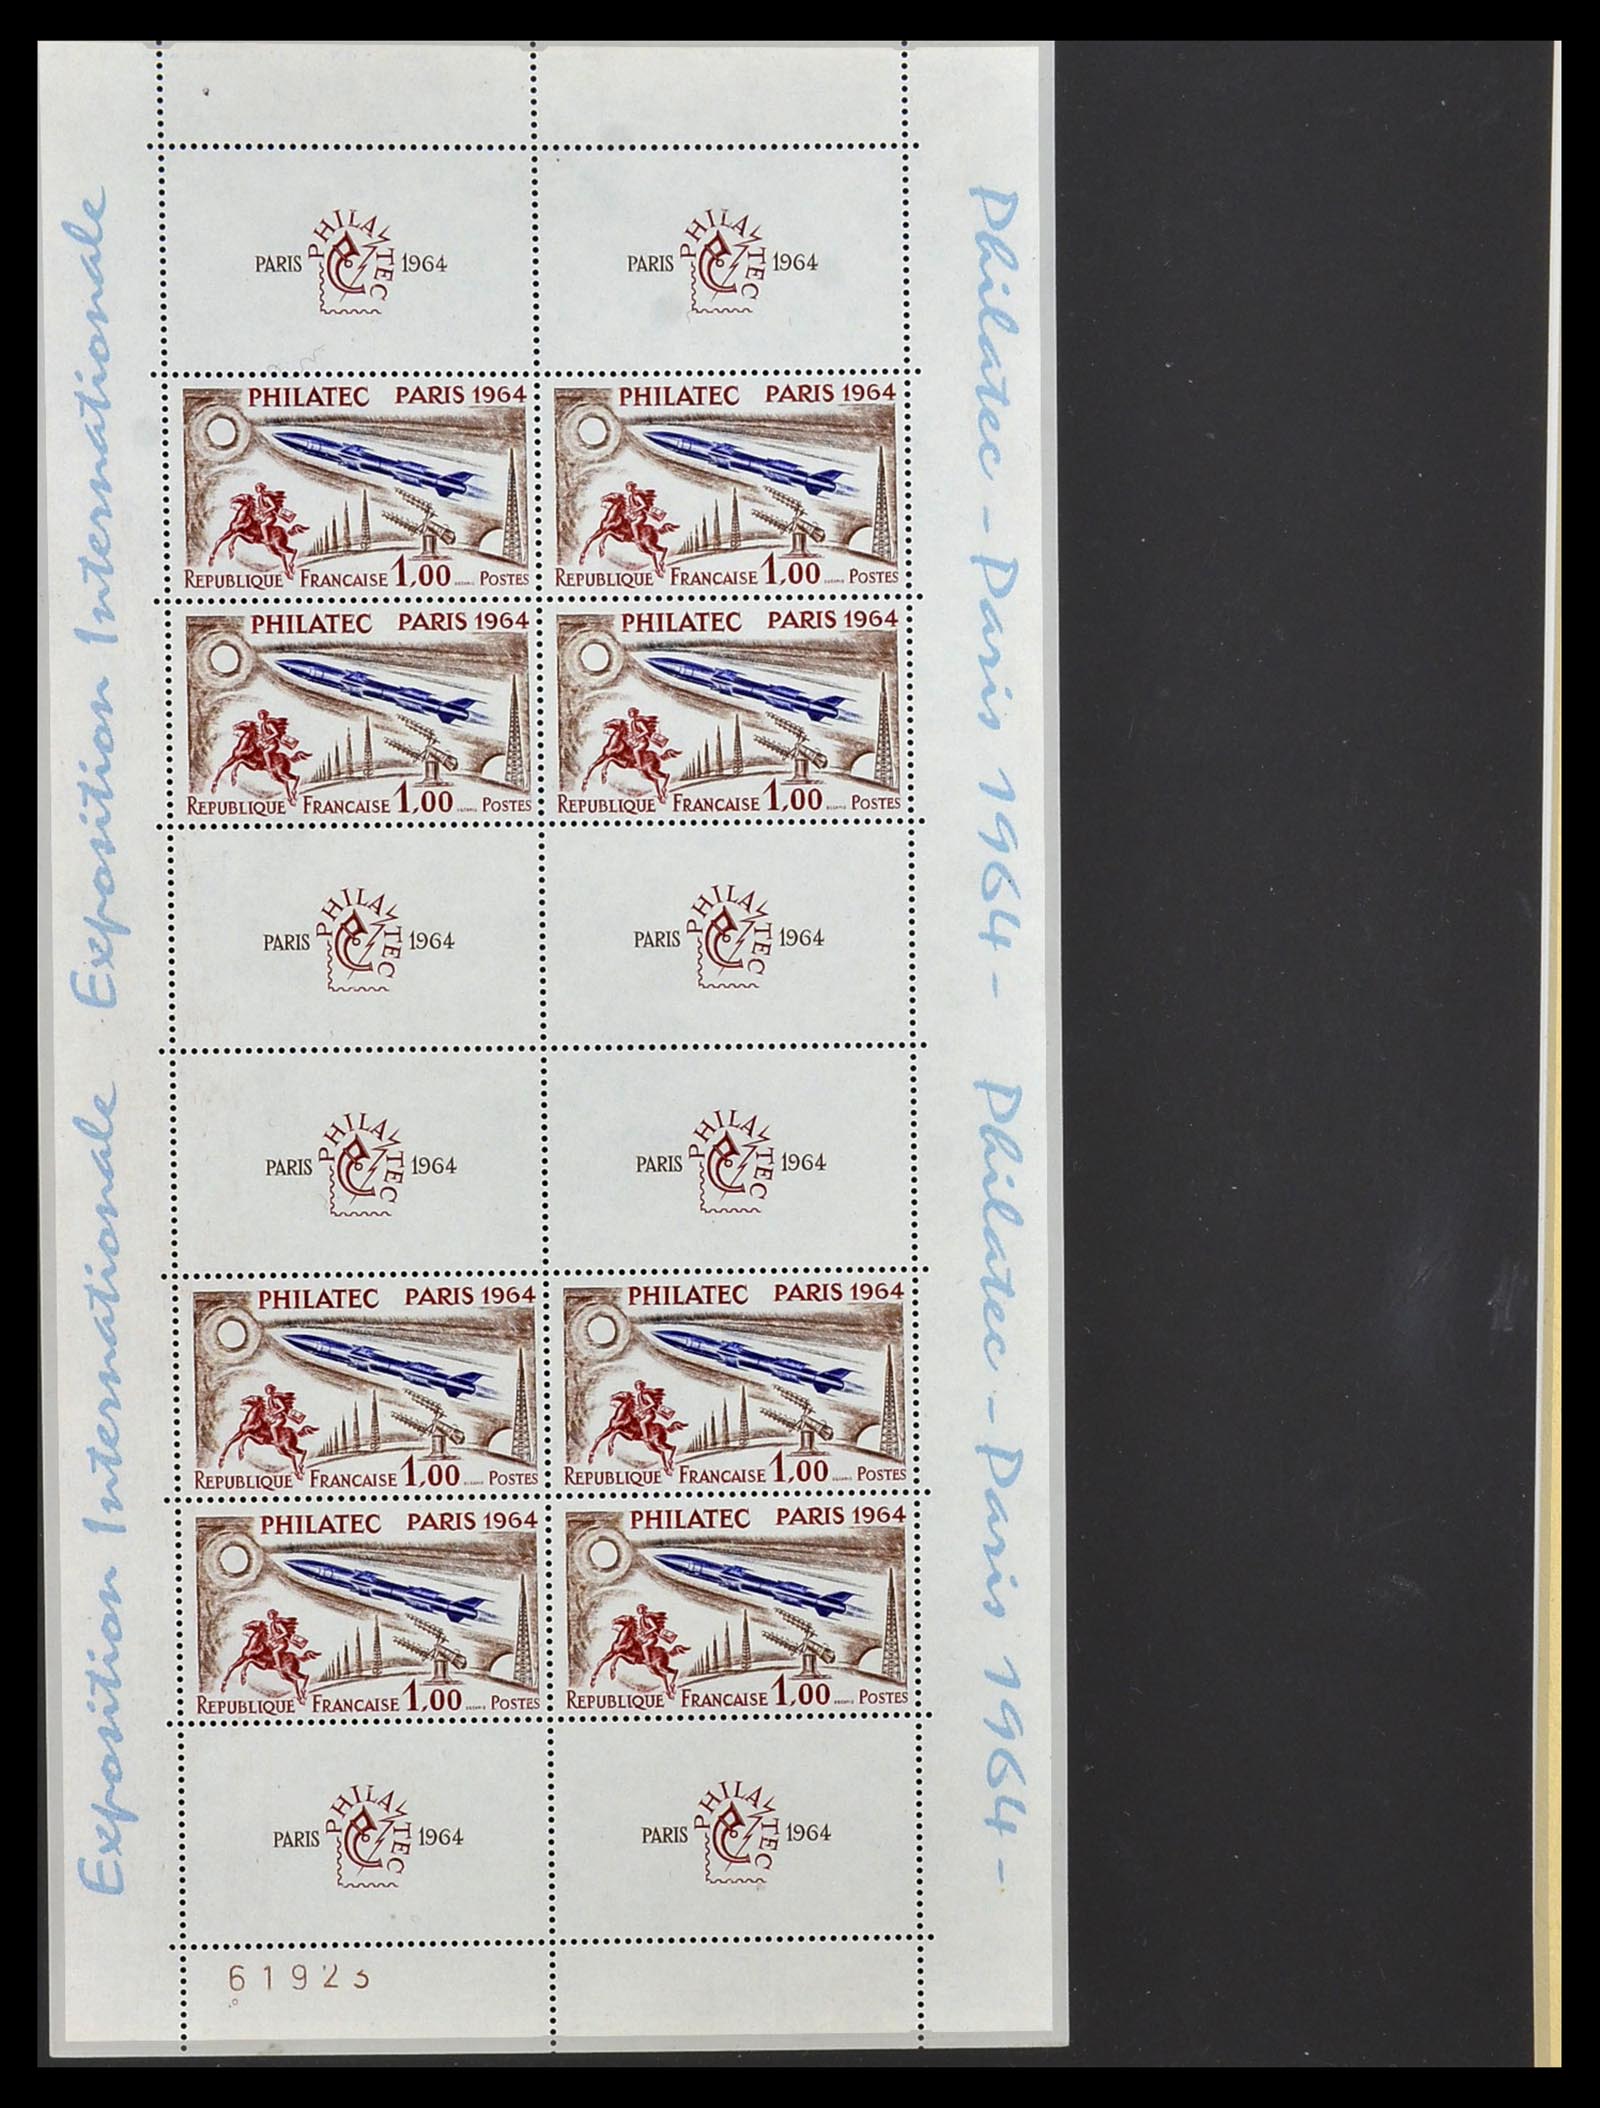 Exposition Internationale Exposition Internationale
Philatec - Paris 1964 - Philatec - Paris 1964 -
PARIS PHILATEC 1964
PARIS PHILATEC 1964
PHILATEC PARIS 1964
REPUBLIQUE FRANCAISE 1,00 POSTES
PHILATEC PARIS 1964
REPUBLIQUE FRANCAISE 1,00 POSTES
PHILATEC PARIS 1964
REPUBLIQUE FRANCAISE 1,00 POSTES
PHILATEC PARIS 1964
REPUBLIQUE FRANCAISE 1,00 POSTES
PARIS PHILATEC 1964
PARIS PHILATEC 1964
PARIS PHILATEC 1964
PARIS PHILATEC 1964
PHILATEC PARIS 1964
REPUBLIQUE FRANCAISE 1,00 POSTES
PHILATEC PARIS 1964
REPUBLIQUE FRANCAISE 1,00 POSTES
PHILATEC PARIS 1964
REPUBLIQUE FRANCAISE 1,00 POSTES
PHILATEC PARIS 1964
REPUBLIQUE FRANCAISE 1,00 POSTES
PARIS PHILATEC 1964
PARIS PHILATEC 1964
61923